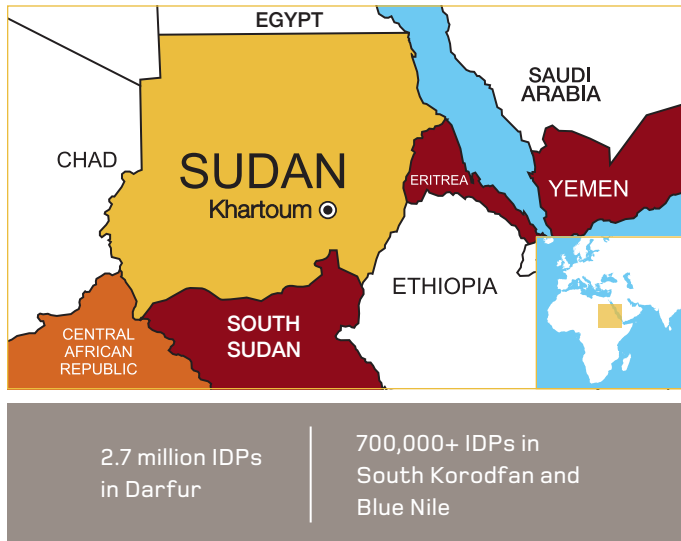 EGYPT
SAUDI
ARABIA
CHAD
SUDAN
Khartoum
ERITREA
YEMEN
ETHIOPIA
CENTRAL
AFRICAN
REPUBLIC
SOUTH
SUDAN
2.7 million IDPs
in Darfur
700,000+ IDPs in
South Korodfan and
Blue Nile